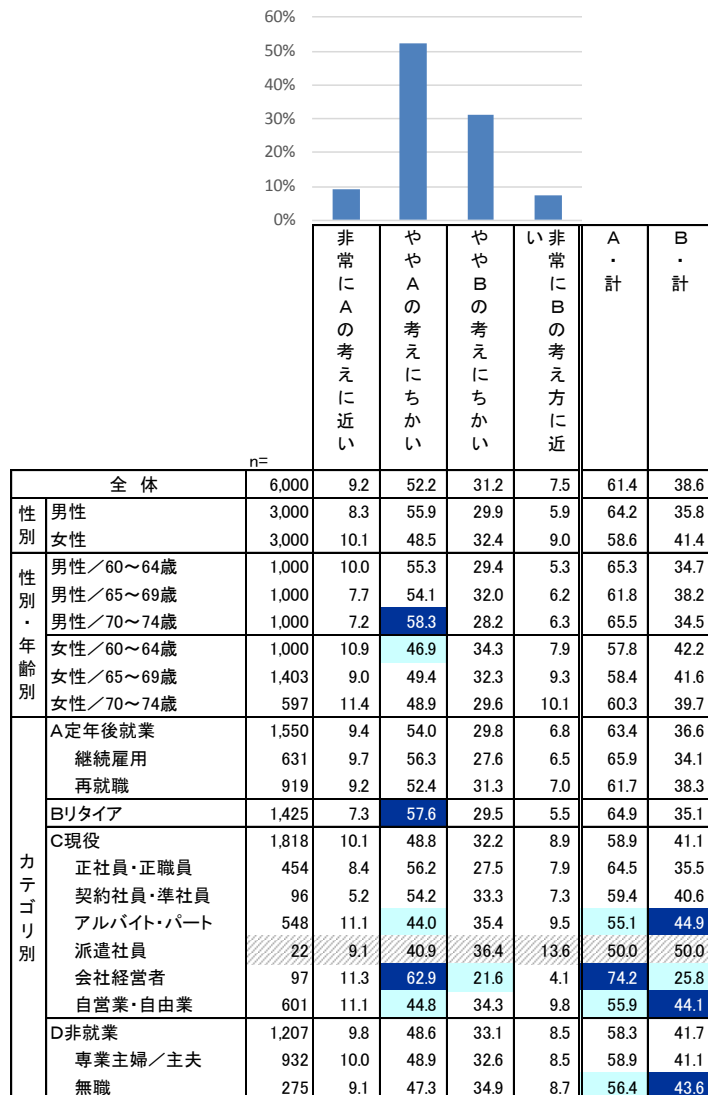 60%
50%
40%
30%
20%
10%
0%
非常にAの考えに近い
ややAの考えにちかい
ややBの考えにちかい
非常にBの考え方に近い
A・計
B・計
n=
全 体 6,000 9.2 52.2 31.2 7.5 61.4 38.6
性別
男性 3,000 8.3 55.9 29.9 5.9 64.2 35.8
女性 3,000 10.1 48.5 32.4 9.0 58.6 41.4
性別・年齢別
男性／60～64歳 1,000 10.0 55.3 29.4 5.3 65.3 34.7
男性／65～69歳 1,000 7.7 54.1 32.0 6.2 61.8 38.2
男性／70～74歳 1,000 7.2 58.3 28.2 6.3 65.5 34.5
女性／60～64歳 1,000 10.9 46.9 34.3 7.9 57.8 42.2
女性／65～69歳 1,403 9.0 49.4 32.3 9.3 58.4 41.6
女性／70～74歳 597 11.4 48.9 29.6 10.1 60.3 39.7
カテゴリ別
A定年後就業 1,550 9.4 54.0 29.8 6.8 63.4 36.6
継続雇用 631 9.7 56.3 27.6 6.5 65.9 34.1
再就職 919 9.2 52.4 31.3 7.0 61.7 38.3
Bリタイア 1,425 7.3 57.6 29.5 5.5 64.9 35.1
C現役 1,818 10.1 48.8 32.2 8.9 58.9 41.1
正社員・正職員 454 8.4 56.2 27.5 7.9 64.5 35.5
契約社員・準社員 96 5.2 54.2 33.3 7.3 59.4 40.6
アルバイト・パート 548 11.1 44.0 35.4 9.5 55.1 44.9
派遣社員 22 9.1 40.9 36.4 13.6 50.0 50.0
会社経営者 97 11.3 62.9 21.6 4.1 74.2 25.8
自営業・自由業 601 11.1 44.8 34.3 9.8 55.9 44.1
D非就業 1,207 9.8 48.6 33.1 8.5 58.3 41.7
専業主婦／主夫 932 10.0 48.9 32.6 8.5 58.9 41.1
無職 275 9.1 47.3 34.9 8.7 56.4 43.6